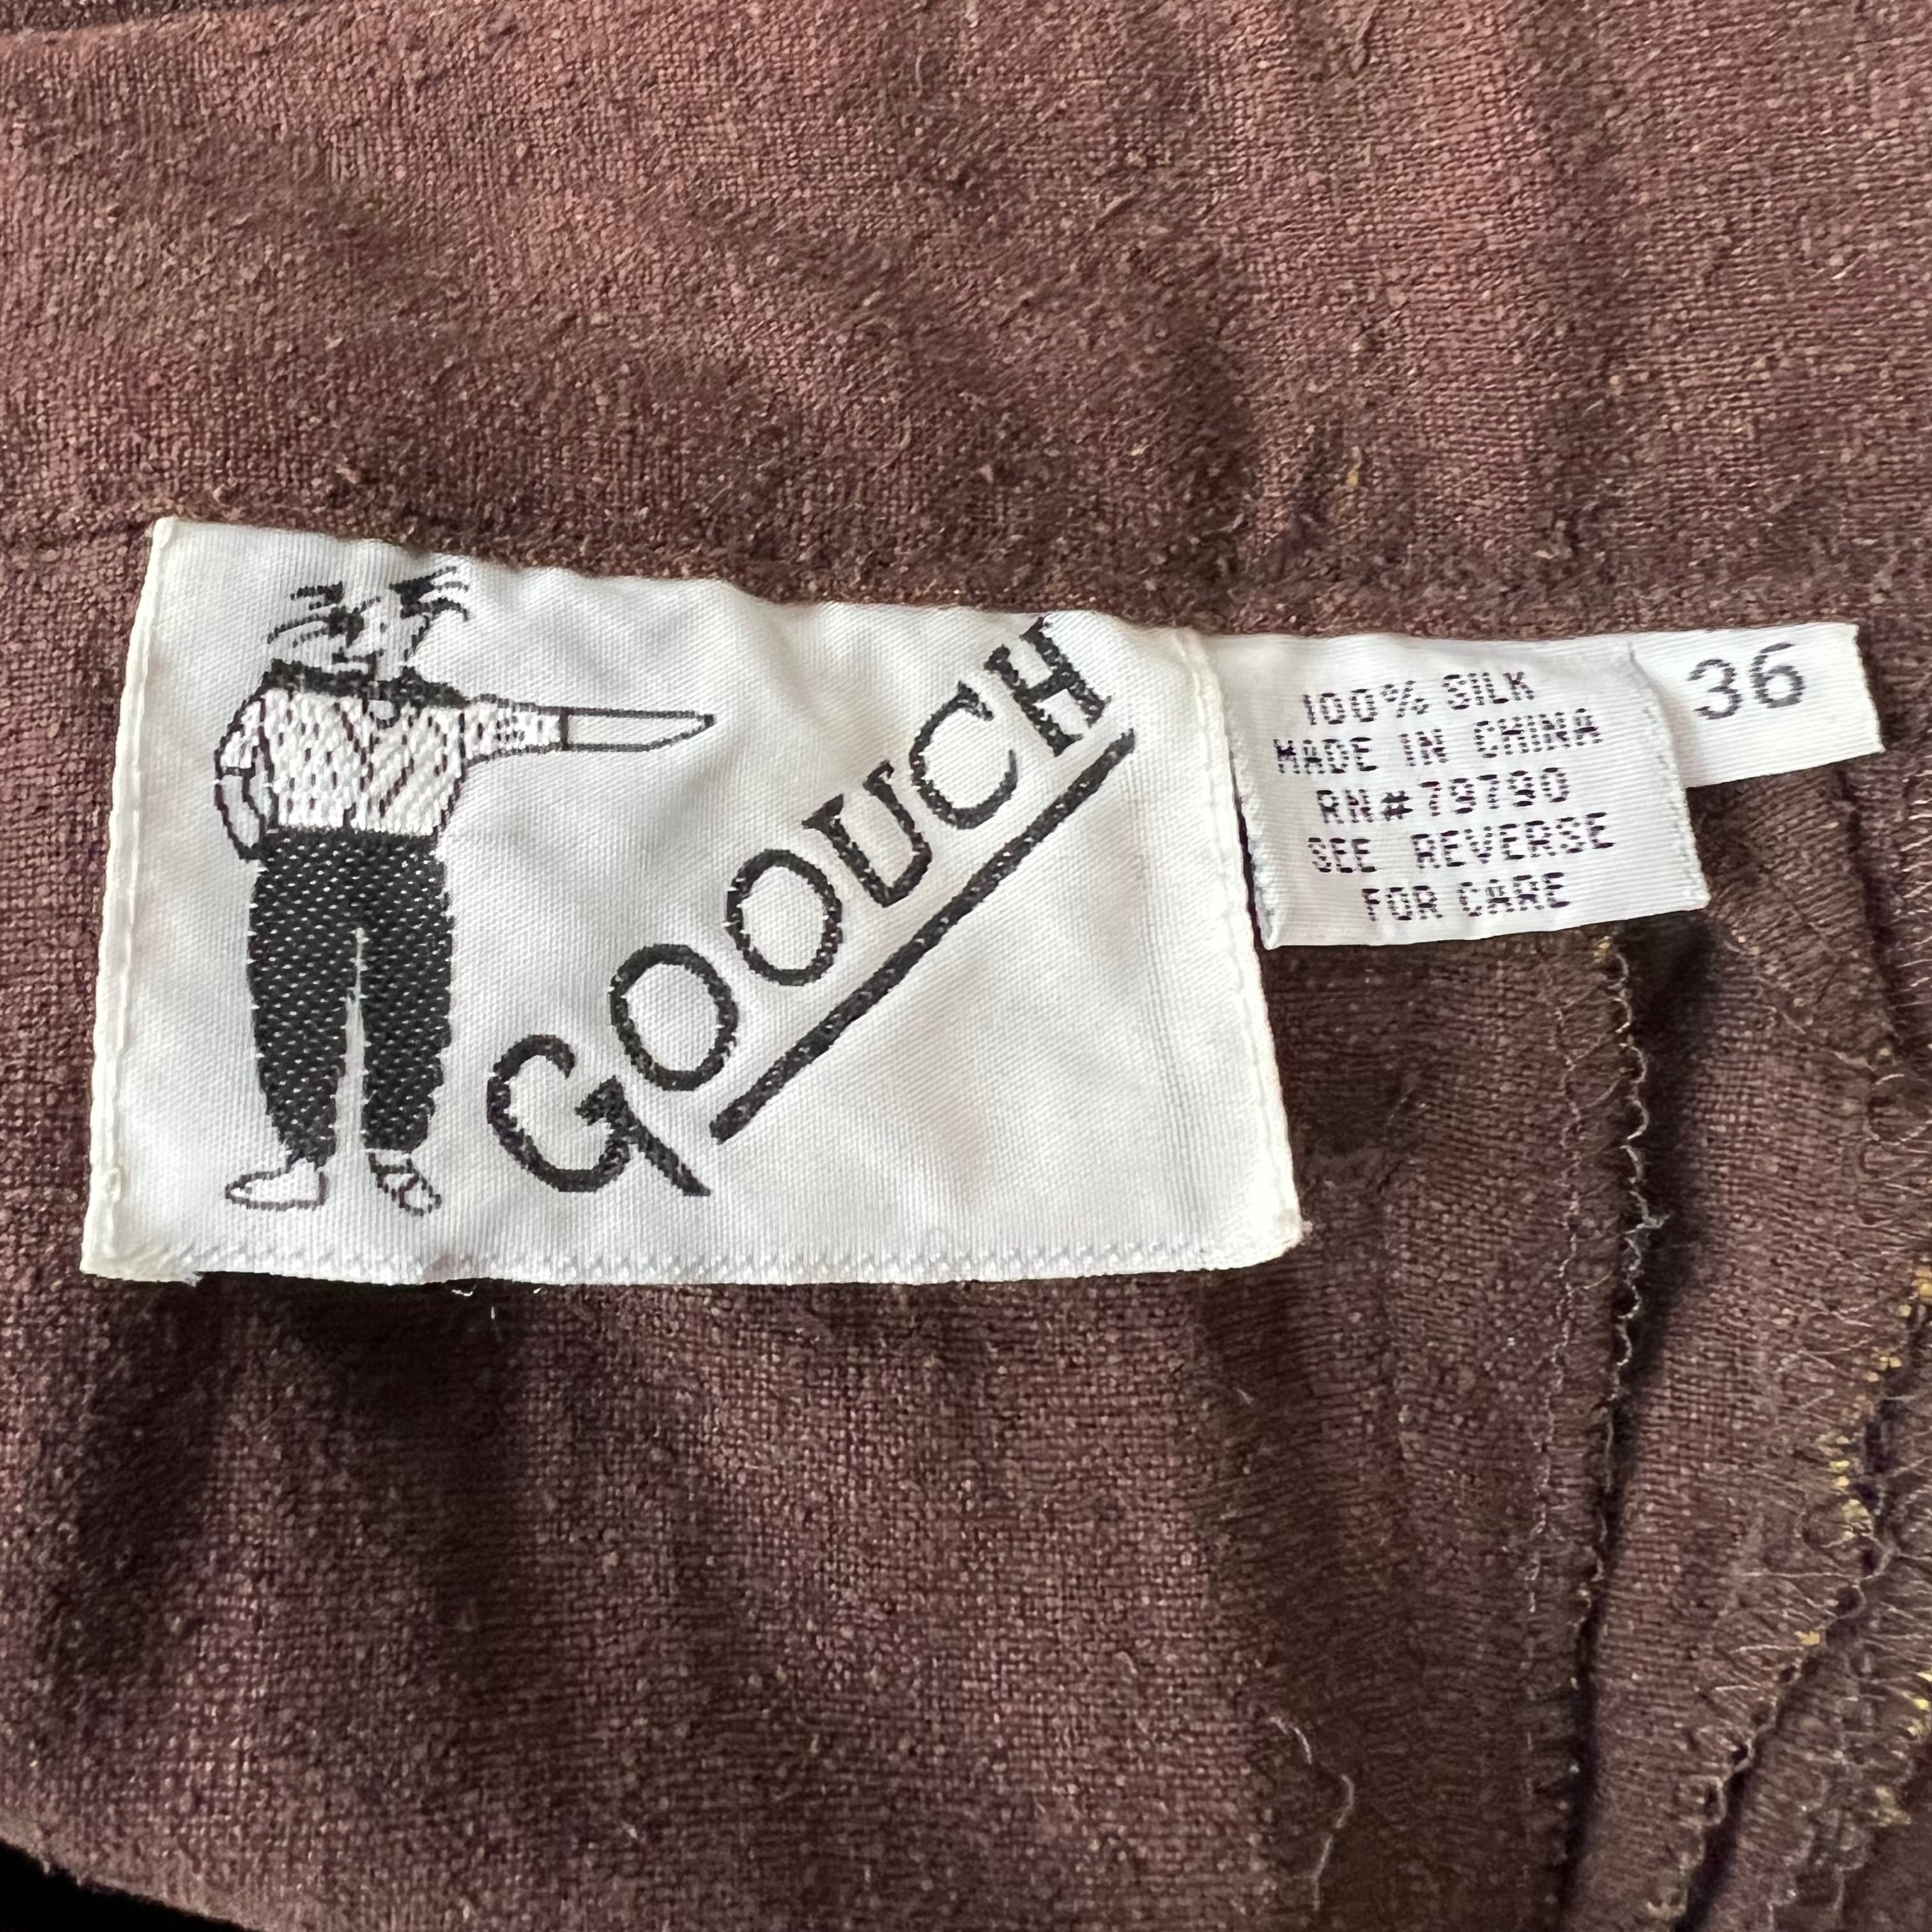 GOOUCH
100% SILK
MADE IN CHINA
RN#79790
SEE REVERSE
FOR CARE
36